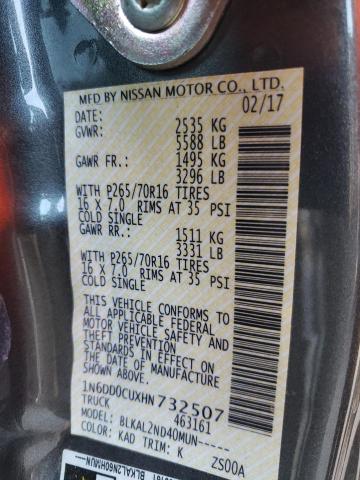 MFD BY NISSAN MOTOR CO., LTD.
DATE: 02/17
GVWR: 2535 KG
5588 LB
GAWR FR.: 1495 KG
3296 LB
WITH P265/70R16 TIRES
16 X 7.0 RIMS AT 35 PSI
COLD SINGLE
GAWR RR.: 1511 KG
3331 LB
WITH P265/70R16 TIRES
16 X 7.0 RIMS AT 35 PSI
COLD SINGLE
THIS VEHICLE CONFORMS TO
ALL APPLICABLE FEDERAL
MOTOR VEHICLE SAFETY AND
THEFT PREVENTION
STANDARDS IN EFFECT ON
THE DATE OF MANUFACTURE
SHOWN ABOVE.
1N6DD0CUXHN732507
TRUCK 463161
MODEL: BLKAL2ND40MUN-----
COLOR: KAD TRIM: K ZS00A